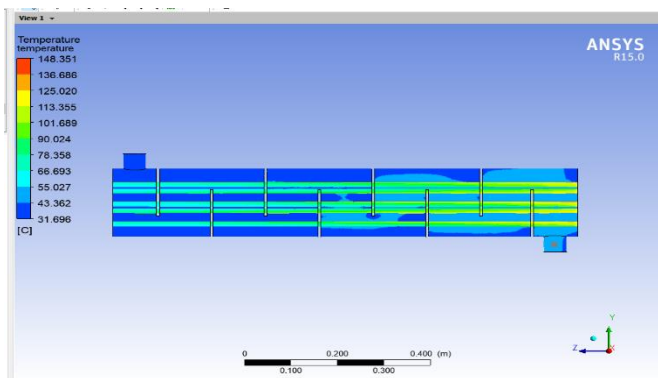 View 1
Temperature
temperature
ANSYS
R15.0
148.351
136.686
125.020
113.355
101.689
90.024
78.358
66.693
55.027
43.362
31.696
[C]
Y
Z
X
0 0.200 0.400 (m)
0.100 0.300